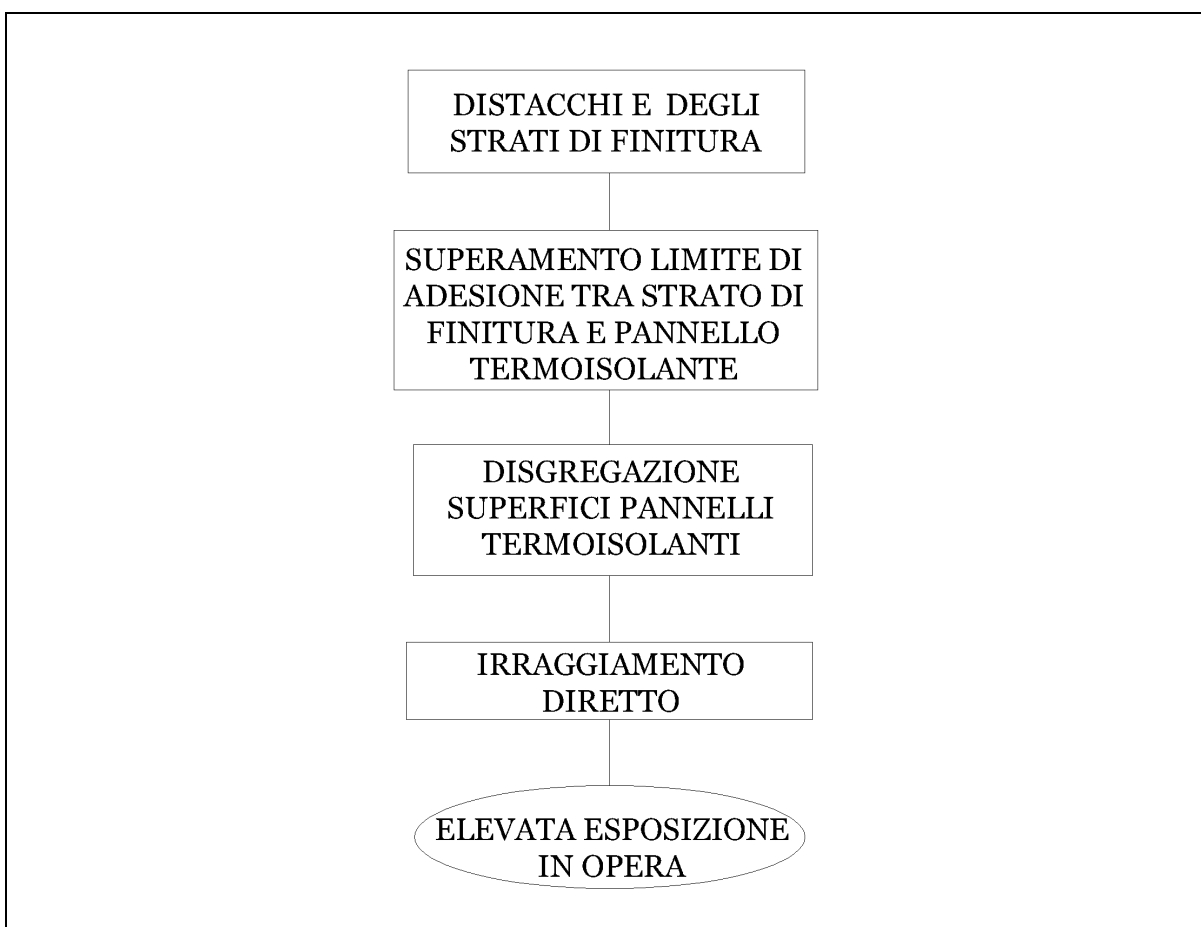 DISTACCHI E DEGLI
STRATI DI FINITURA
SUPERAMENTO LIMITE DI
ADESIONE TRA STRATO DI
FINITURA E PANNELLO
TERMOISOLANTE
DISGREGAZIONE
SUPERFICI PANNELLI
TERMOISOLANTI
IRRAGGIAMENTO
DIRETTO
ELEVATA ESPOSIZIONE
IN OPERA